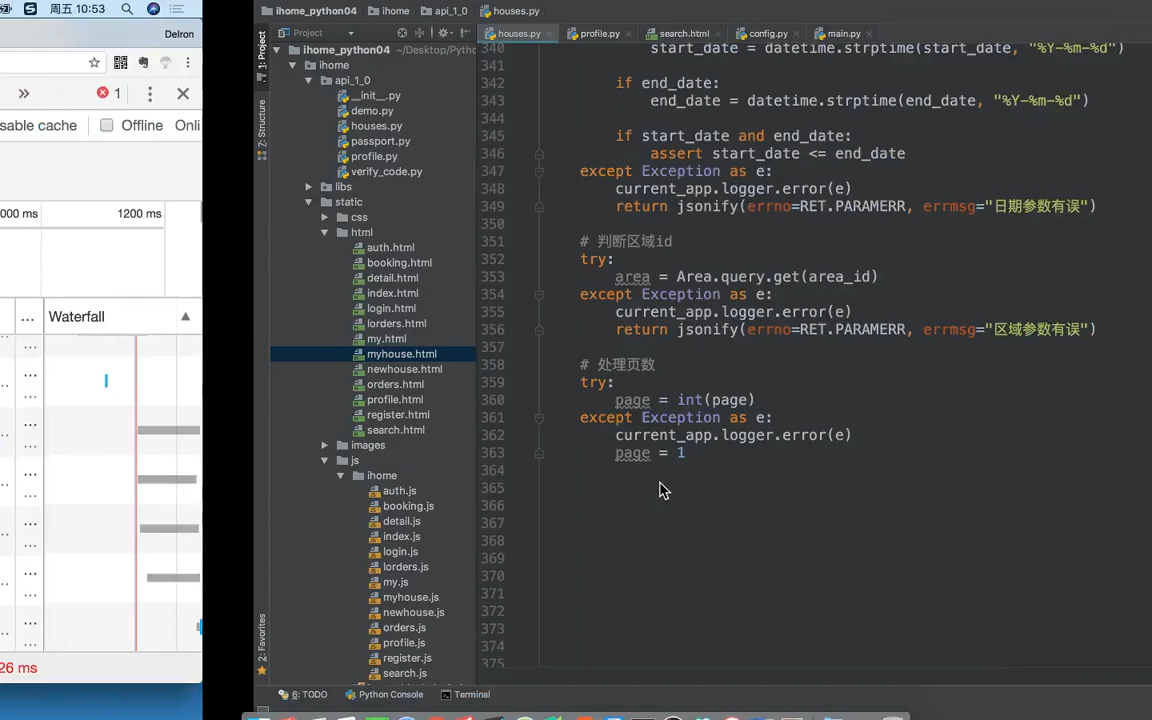 周五 10:53
Delron
1
sable cache
Offline
Onli
000 ms
1200 ms
...
Waterfall
26 ms
ihome_python04
ihome
api_1_0
houses.py
Project
houses.py
profile.py
search.html
config.py
main.py
1: Project
7: Structure
2: Favorites
ihome_python04 ~/Desktop/Pytho
ihome
api_1_0
__init__.py
demo.py
houses.py
passport.py
profile.py
verify_code.py
libs
static
css
html
auth.html
booking.html
detail.html
index.html
login.html
lorders.html
my.html
myhouse.html
newhouse.html
orders.html
profile.html
register.html
search.html
images
js
ihome
auth.js
booking.js
detail.js
index.js
login.js
lorders.js
my.js
myhouse.js
newhouse.js
orders.js
profile.js
register.js
search.js
340 start_date = datetime.strptime(start_date, "%Y-%m-%d")
341
342 if end_date:
343 end_date = datetime.strptime(end_date, "%Y-%m-%d")
344
345 if start_date and end_date:
346 assert start_date <= end_date
347 except Exception as e:
348 current_app.logger.error(e)
349 return jsonify(errno=RET.PARAMERR, errmsg="日期参数有误")
350
351 # 判断区域id
352 try:
353 area = Area.query.get(area_id)
354 except Exception as e:
355 current_app.logger.error(e)
356 return jsonify(errno=RET.PARAMERR, errmsg="区域参数有误")
357
358 # 处理页数
359 try:
360 page = int(page)
361 except Exception as e:
362 current_app.logger.error(e)
363 page = 1
364
365
366
367
368
369
370
371
372
373
374
375
6: TODO
Python Console
Terminal